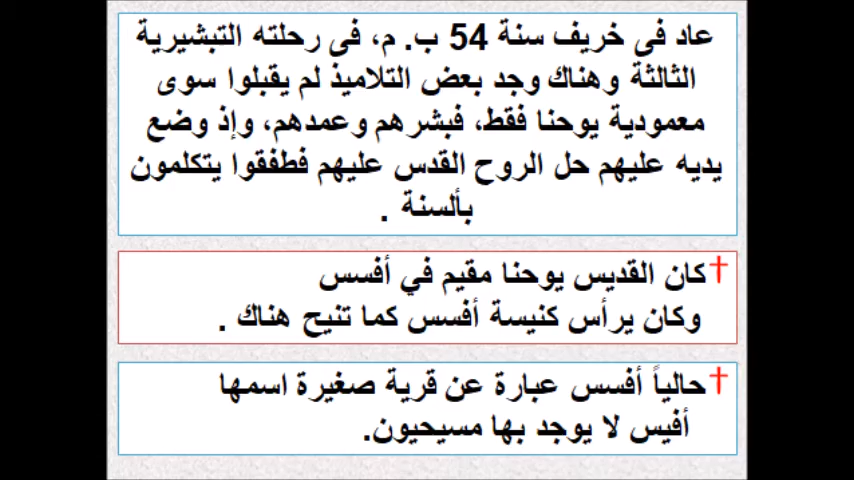 عاد فى خريف سنة 54 ب. م، فى رحلته التبشيرية
الثالثة وهناك وجد بعض التلاميذ لم يقبلوا سوى
معمودية يوحنا فقط، فبشرهم وعمدهم، وإذ وضع
يديه عليهم حل الروح القدس عليهم فطفقوا يتكلمون
بألسنة .
† كان القديس يوحنا مقيم في أفسس
وكان يرأس كنيسة أفسس كما تنيح هناك .
† حالياً أفسس عبارة عن قرية صغيرة اسمها
أفيس لا يوجد بها مسيحيون.